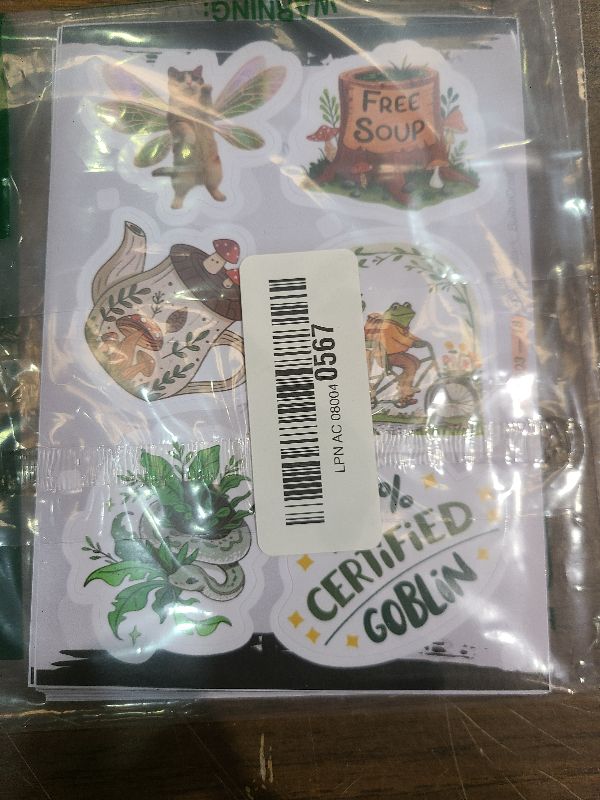 WARNING:
FREE
SOUP
LPN AC 08004 0567
%
CERTIFIED
GOBLIN